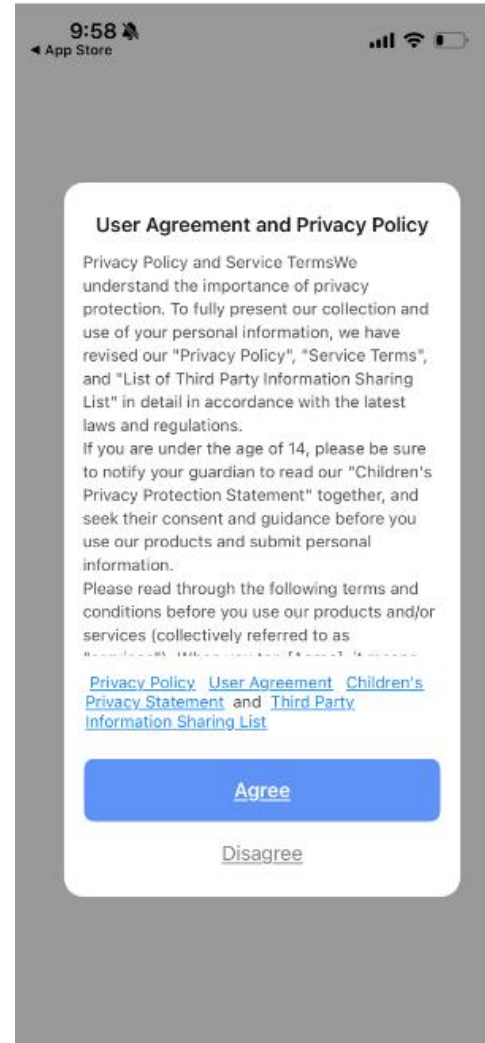 9:58
◀ App Store
User Agreement and Privacy Policy
Privacy Policy and Service TermsWe
understand the importance of privacy
protection. To fully present our collection and
use of your personal information, we have
revised our "Privacy Policy", "Service Terms",
and "List of Third Party Information Sharing
List" in detail in accordance with the latest
laws and regulations.
If you are under the age of 14, please be sure
to notify your guardian to read our "Children's
Privacy Protection Statement" together, and
seek their consent and guidance before you
use our products and submit personal
information.
Please read through the following terms and
conditions before you use our products and/or
services (collectively referred to as
Privacy Policy User Agreement Children's
Privacy Statement and Third Party
Information Sharing List
Agree
Disagree